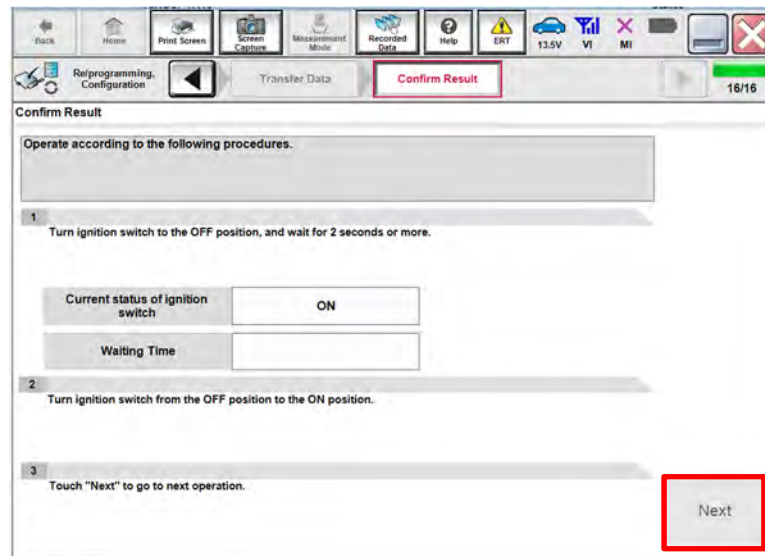 Back
Home
Print Screen
Screen
Capture
Measurement
Mode
Recorded
Data
Help
ERT
13.5V
VI
MI
Re/programming,
Configuration
Transfer Data
Confirm Result
16/16
Confirm Result
Operate according to the following procedures.
1
Turn ignition switch to the OFF position, and wait for 2 seconds or more.
Current status of ignition
switch
ON
Waiting Time
2
Turn ignition switch from the OFF position to the ON position.
3
Touch "Next" to go to next operation.
Next